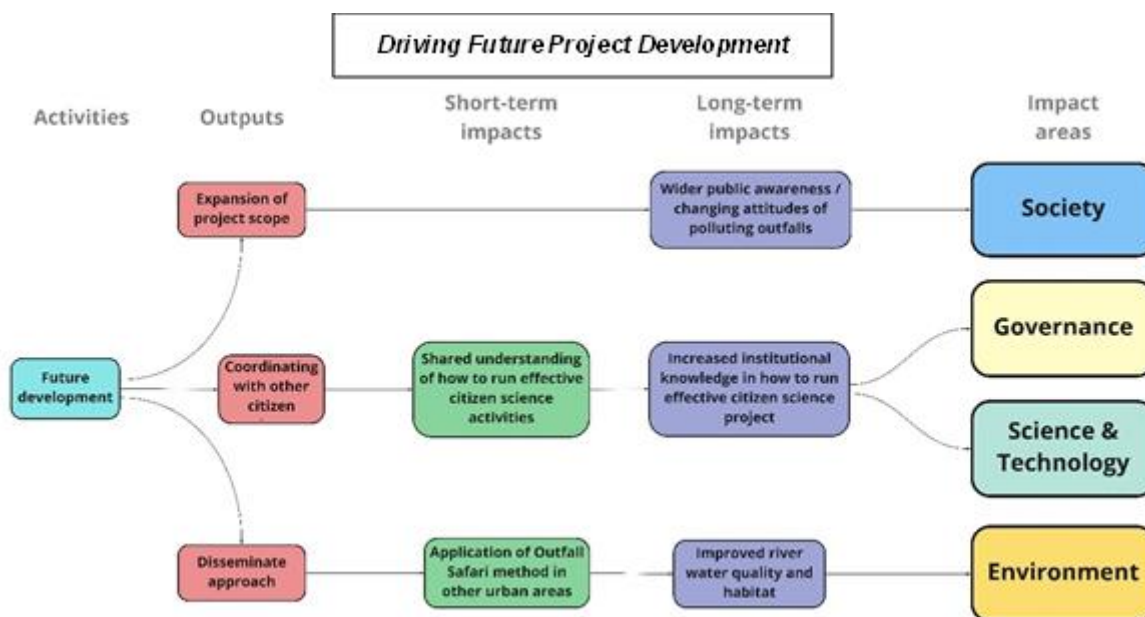 Driving Future Project Development
Activities
Outputs
Short-term
impacts
Long-term
impacts
Impact
areas
Expansion of
project scope
Wider public awareness /
changing attitudes of
polluting outfalls
Society
Future
development
Coordinating
with other
citizen
Shared understanding
of how to run effective
citizen science
activities
Increased institutional
knowledge in how to run
effective citizen science
project
Governance
Science &
Technology
Disseminate
approach
Application of Outfall
Safari method in
other urban areas
Improved river
water quality and
habitat
Environment